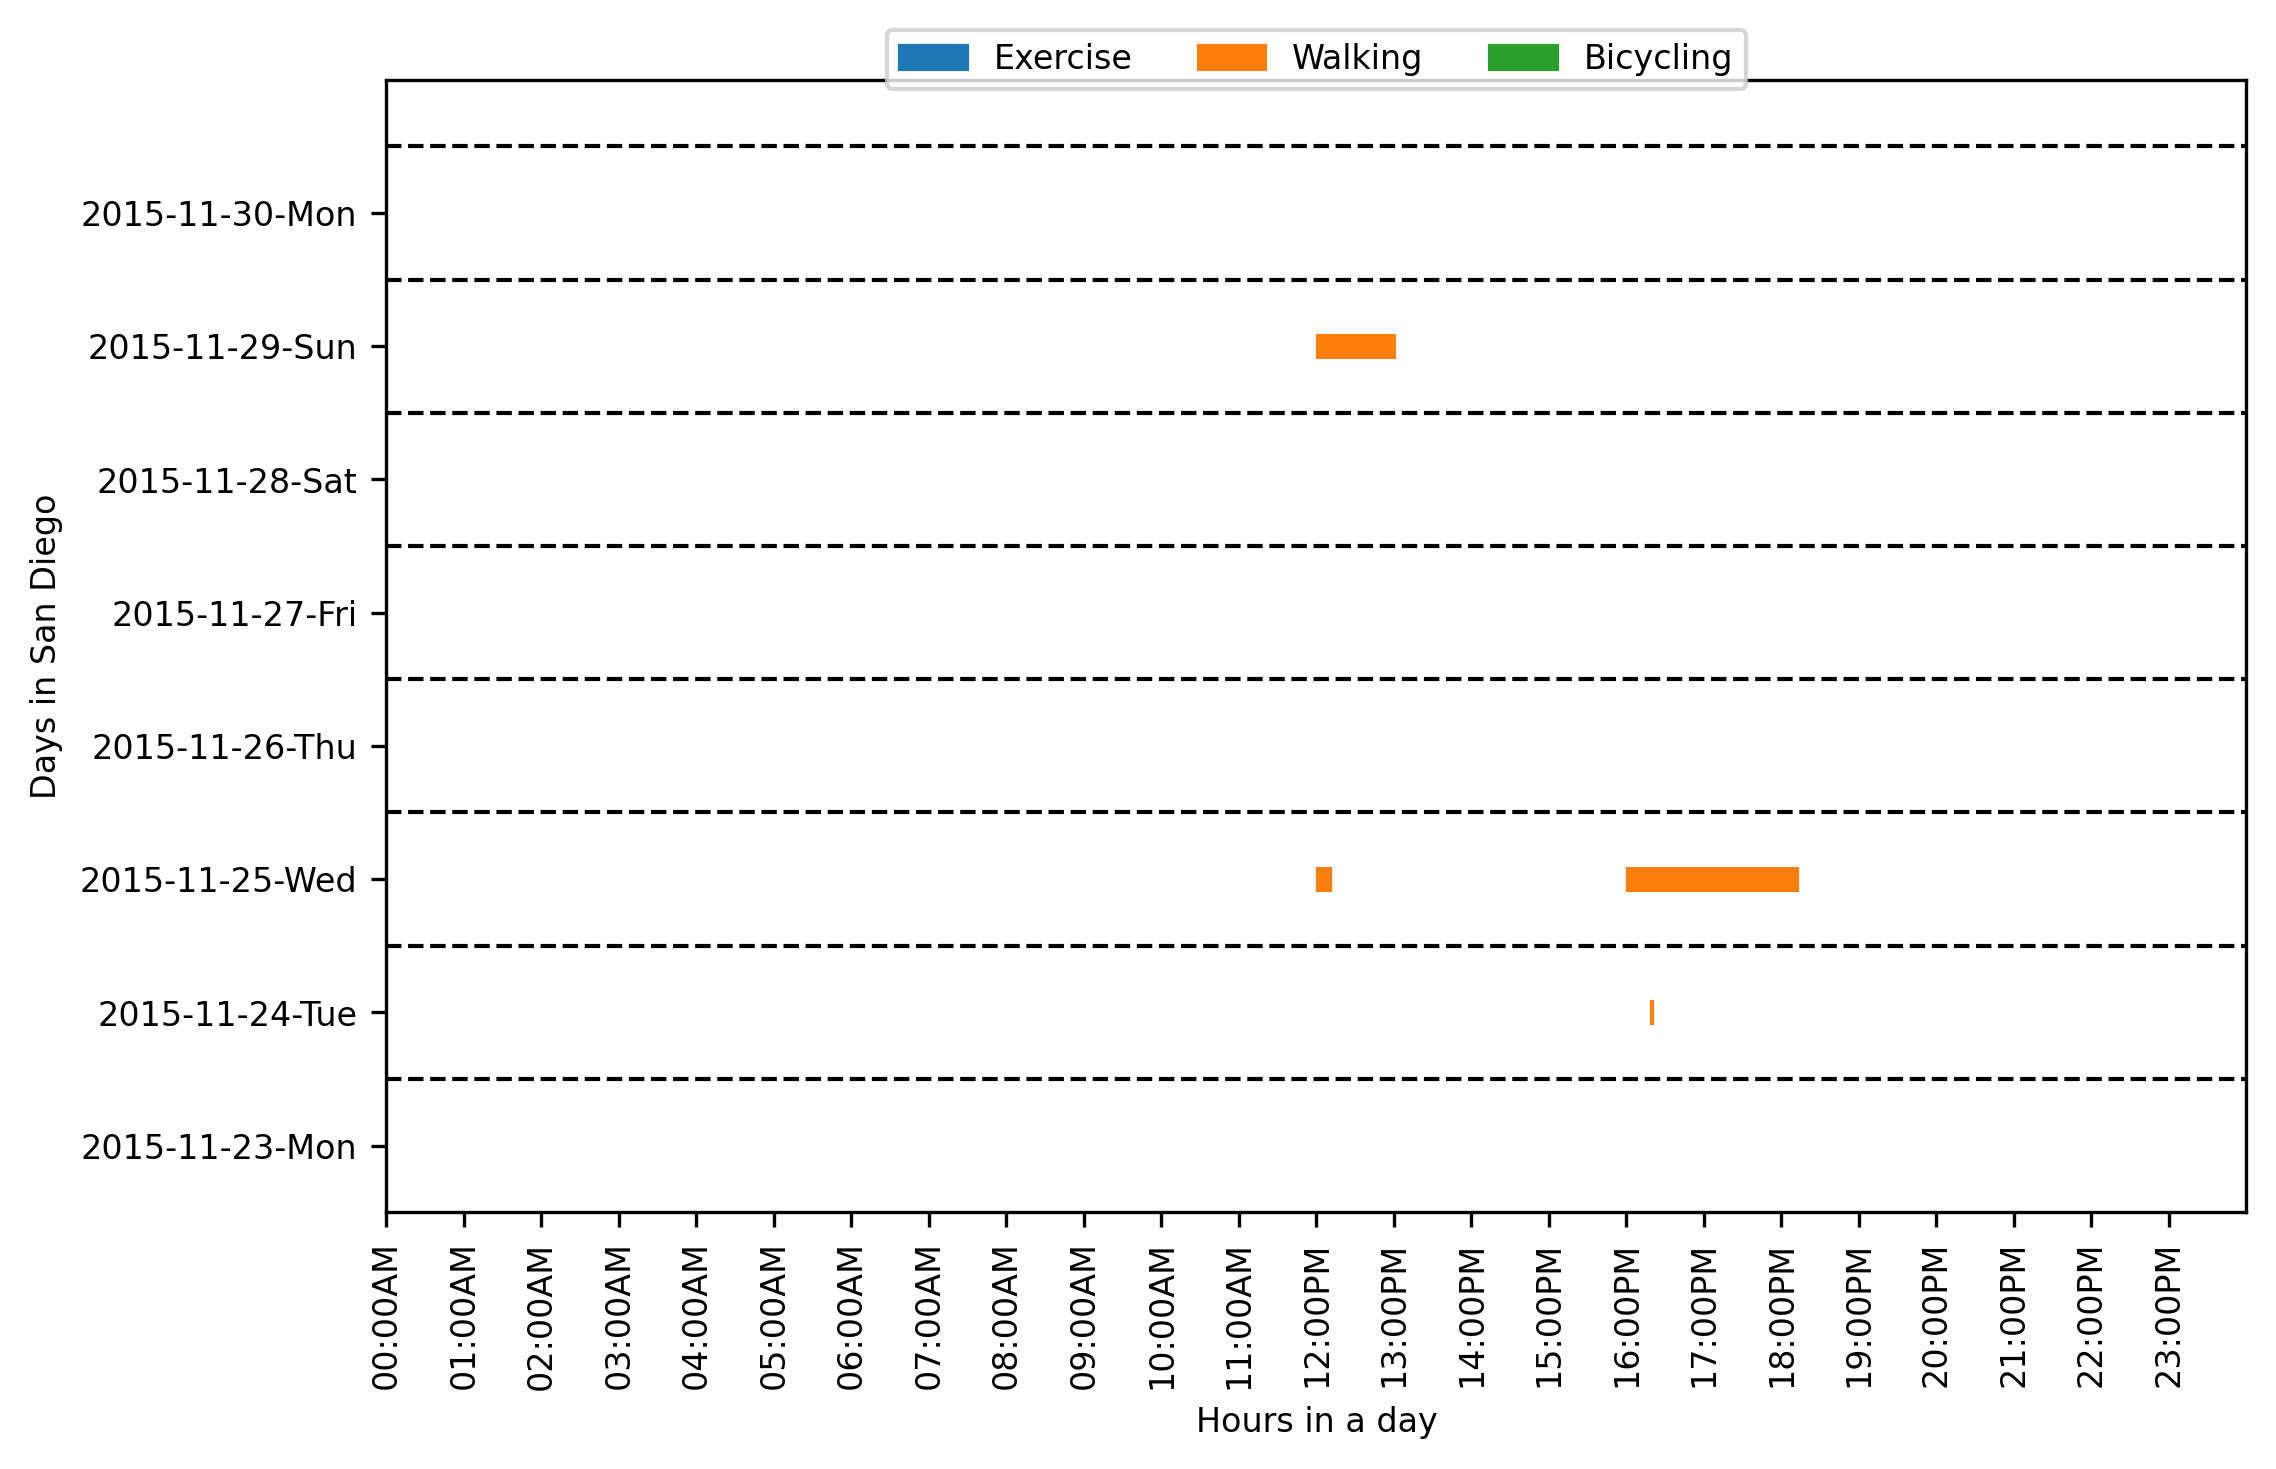 Exercise Walking Bicycling
Days in San Diego
2015-11-30-Mon
2015-11-29-Sun
2015-11-28-Sat
2015-11-27-Fri
2015-11-26-Thu
2015-11-25-Wed
2015-11-24-Tue
2015-11-23-Mon
00:00AM
01:00AM
02:00AM
03:00AM
04:00AM
05:00AM
06:00AM
07:00AM
08:00AM
09:00AM
10:00AM
11:00AM
12:00PM
13:00PM
14:00PM
15:00PM
16:00PM
17:00PM
18:00PM
19:00PM
20:00PM
21:00PM
22:00PM
23:00PM
Hours in a day